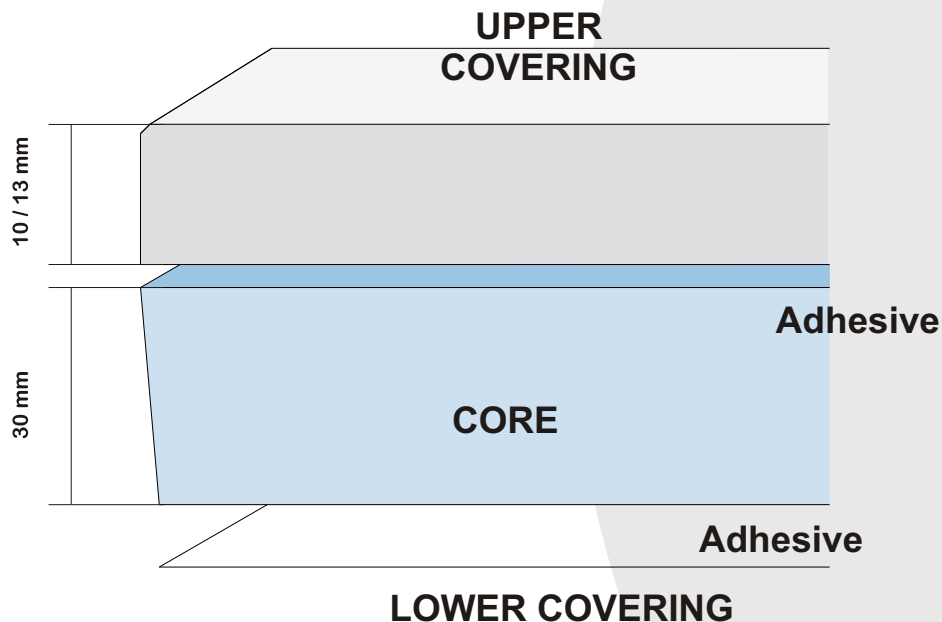 UPPER
COVERING
10 / 13 mm
Adhesive
30 mm
CORE
Adhesive
LOWER COVERING